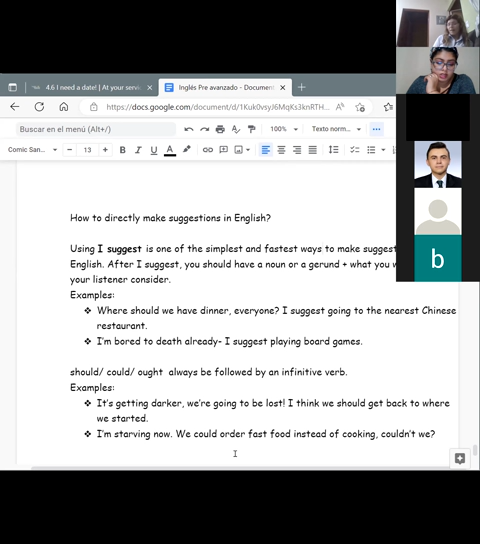 4.6 I need a date! | At your servi
Inglés Pre avanzado - Document
https://docs.google.com/document/d/1Kuk0vsyJ6MqKs3knRTH...
Buscar en el menú (Alt+/)
100%
Texto norm...
Comic San...
13
B I U A
How to directly make suggestions in English?
Using I suggest is one of the simplest and fastest ways to make suggest
English. After I suggest, you should have a noun or a gerund + what you w
your listener consider.
Examples:
❖ Where should we have dinner, everyone? I suggest going to the nearest Chinese
restaurant.
❖ I'm bored to death already- I suggest playing board games.
should/ could/ ought always be followed by an infinitive verb.
Examples:
❖ It's getting darker, we're going to be lost! I think we should get back to where
we started.
❖ I'm starving now. We could order fast food instead of cooking, couldn't we?
b